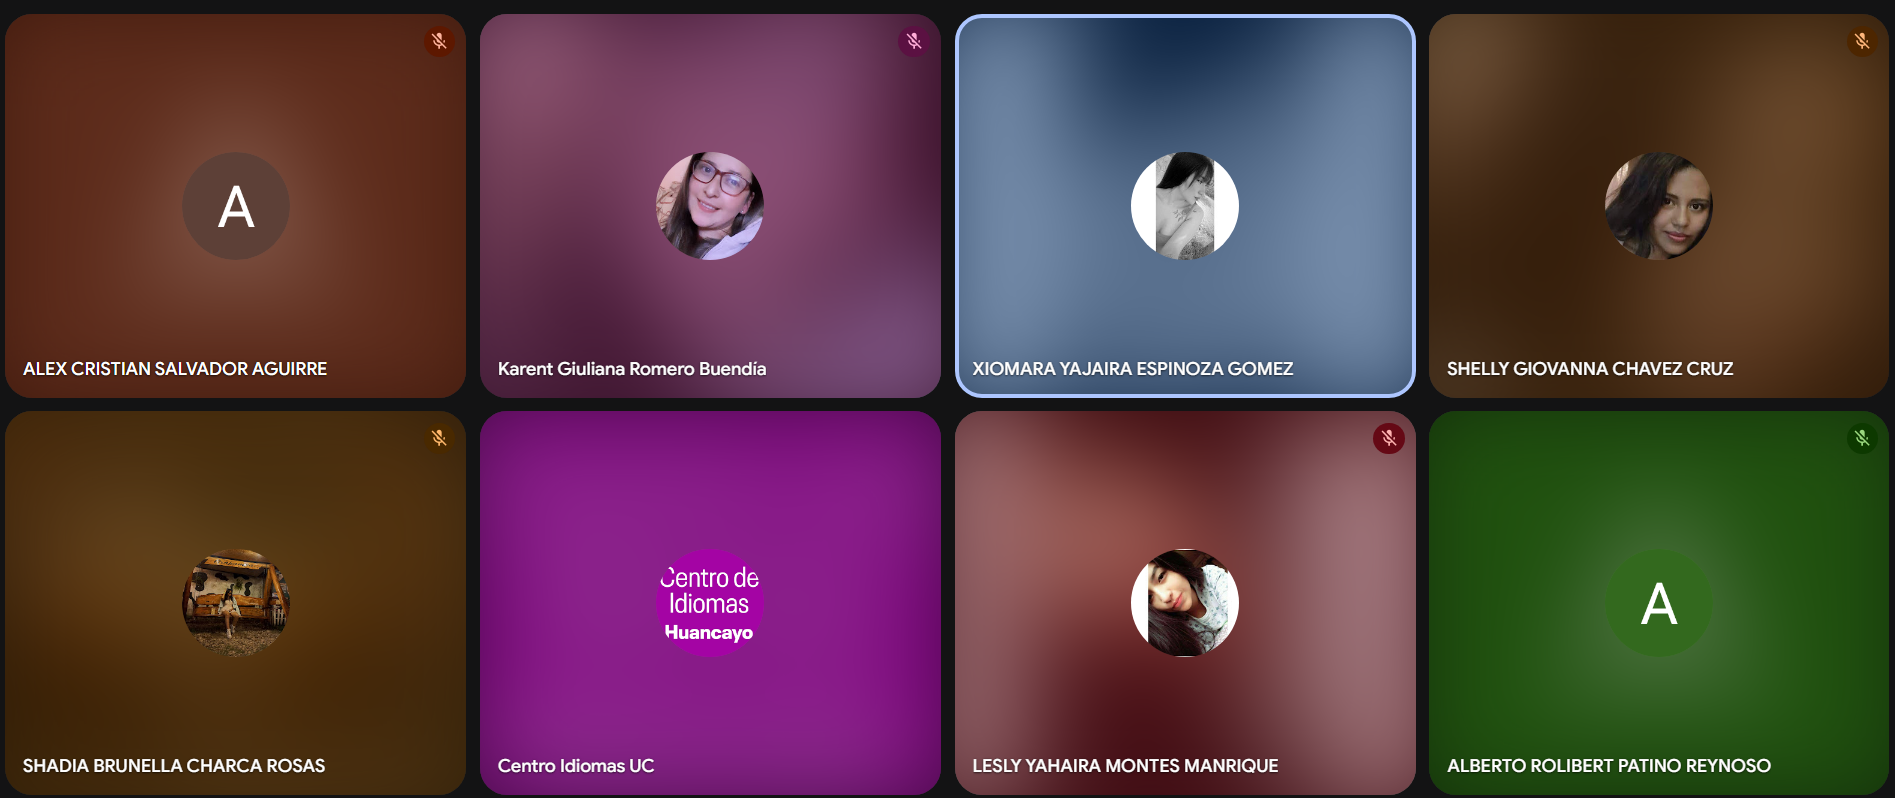 A
ALEX CRISTIAN SALVADOR AGUIRRE
Karent Giuliana Romero Buendía
XIOMARA YAJAIRA ESPINOZA GOMEZ
SHELLY GIOVANNA CHAVEZ CRUZ
SHADIA BRUNELLA CHARCA ROSAS
Centro de
Idiomas
Huancayo
Centro Idiomas UC
LESLY YAHAIRA MONTES MANRIQUE
A
ALBERTO ROLIBERT PATINO REYNOSO